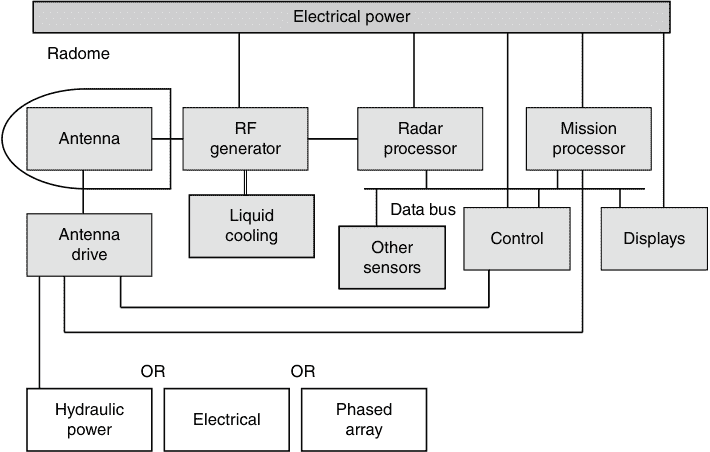 Electrical power
Radome
Antenna
RF
generator
Radar
processor
Mission
processor
Liquid
cooling
Data bus
Antenna
drive
Other
sensors
Control
Displays
OR
OR
Hydraulic
power
Electrical
Phased
array